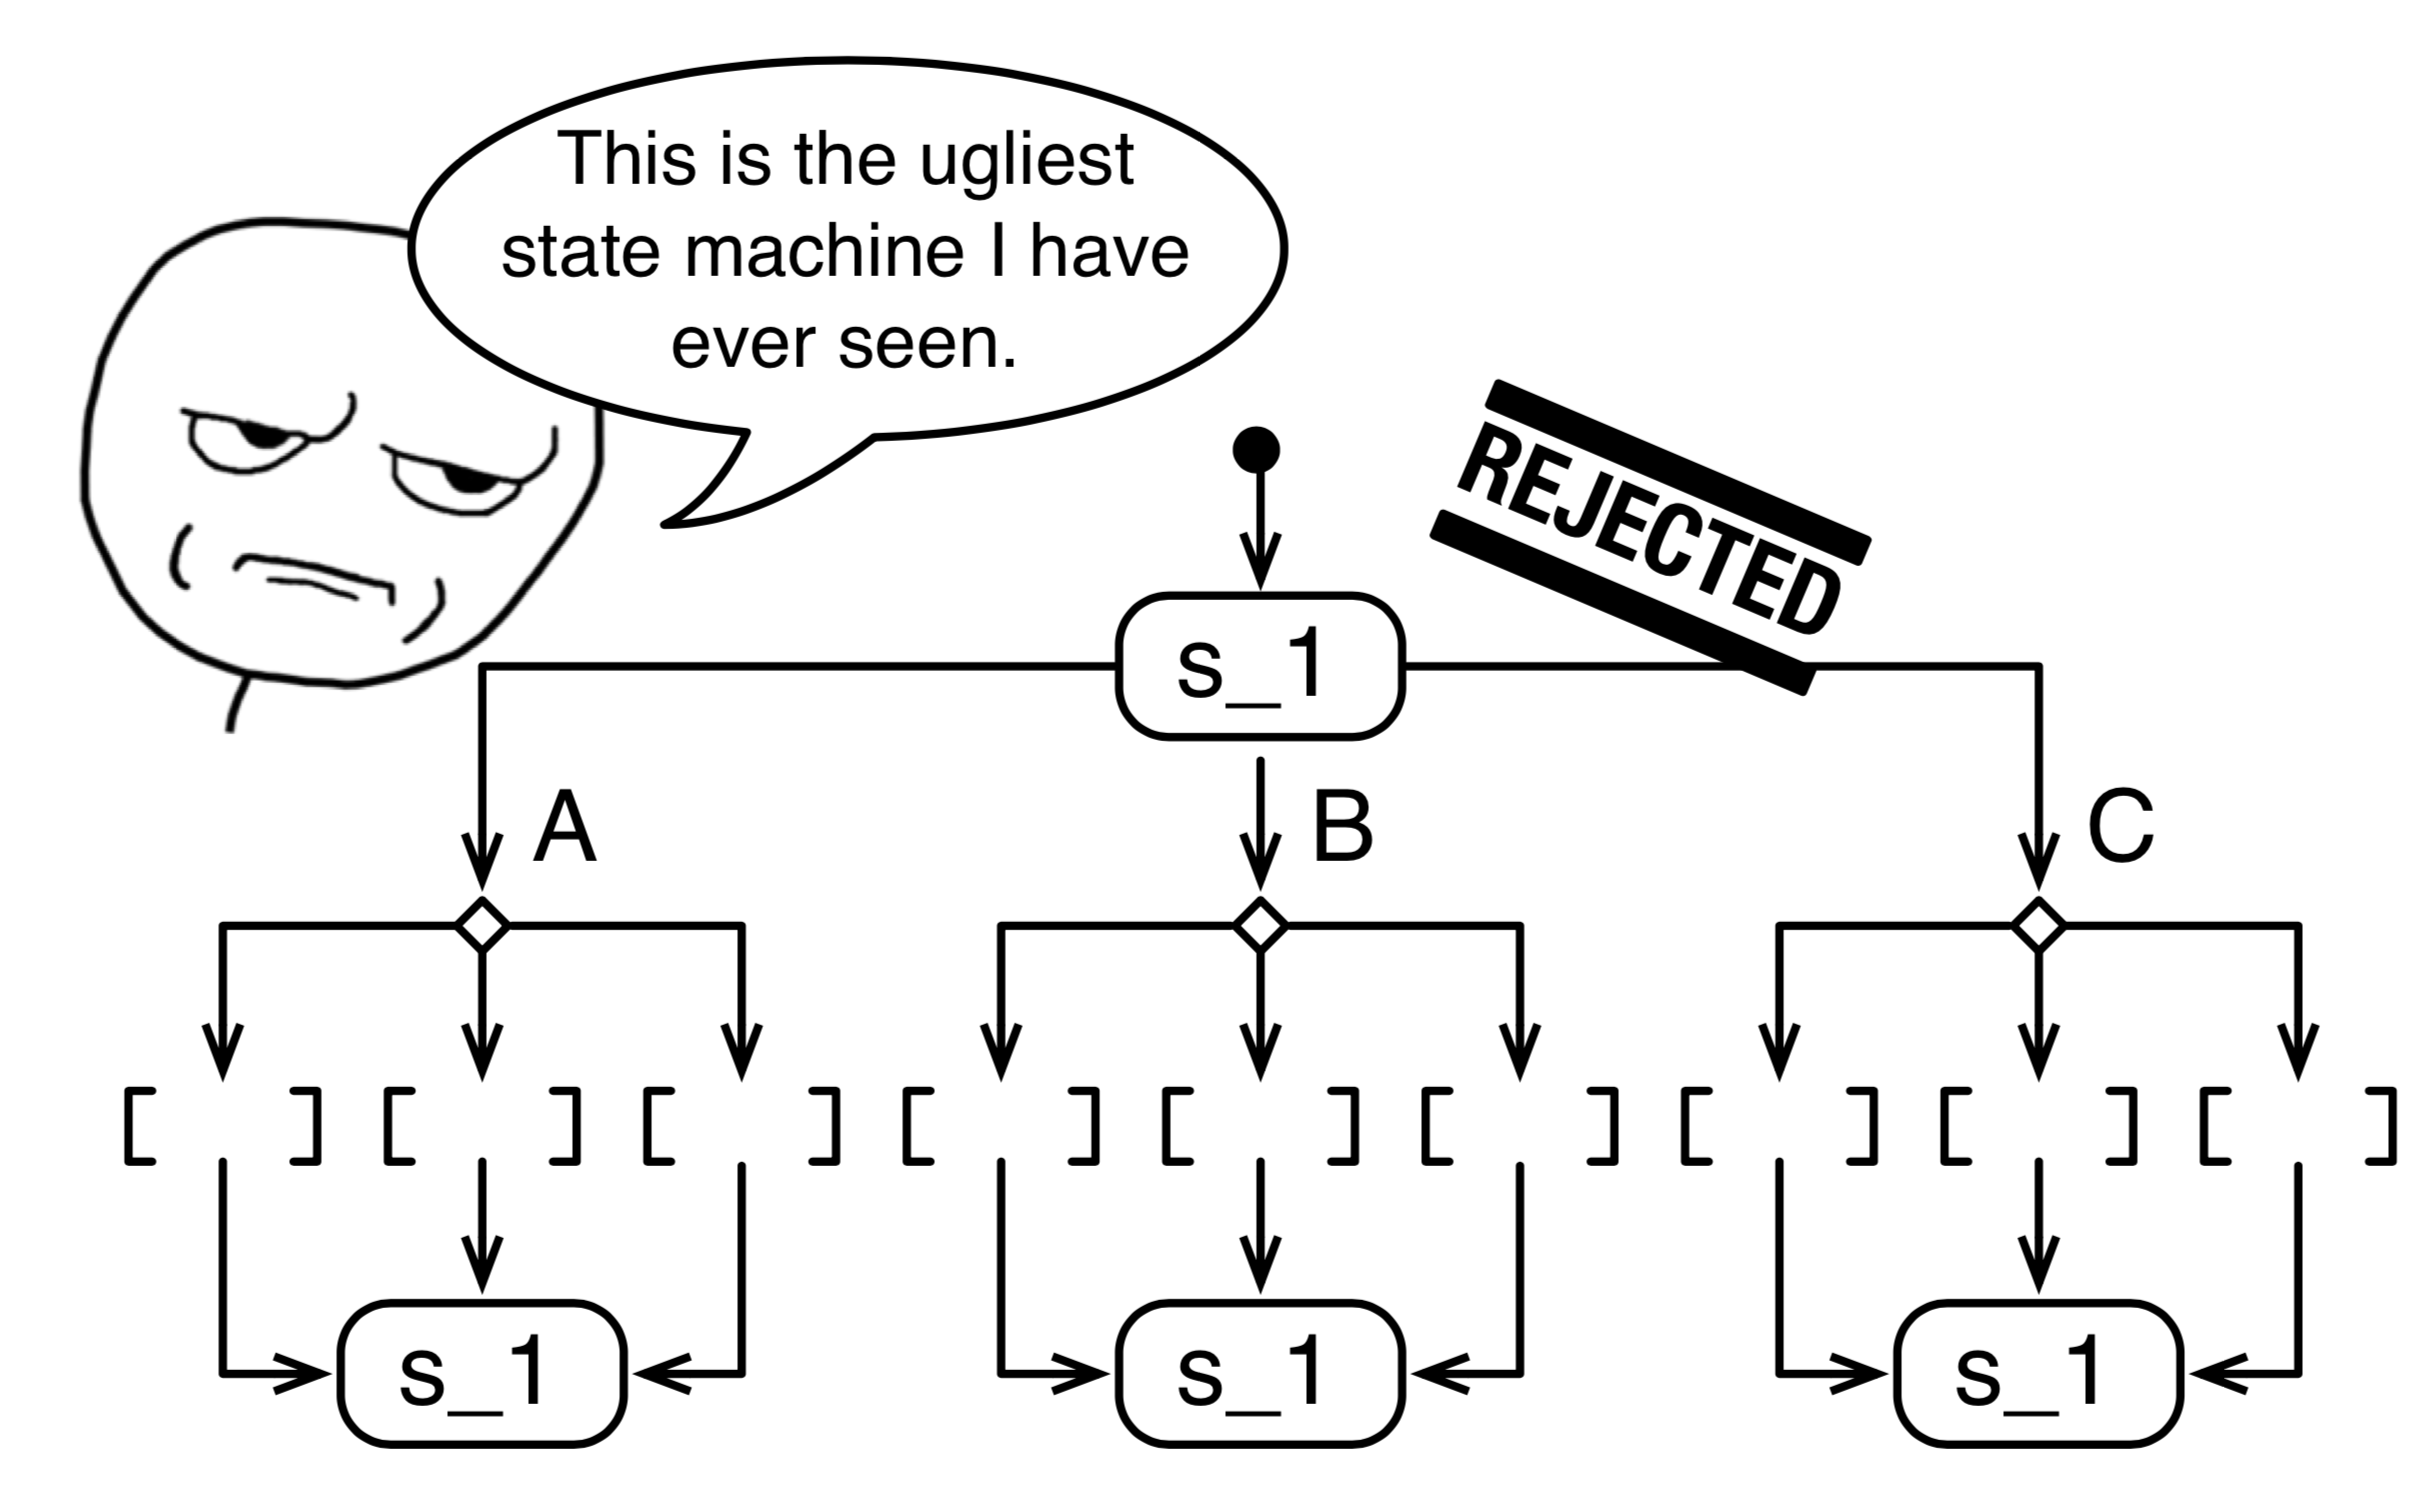 This is the ugliest
state machine I have
ever seen.
REJECTED
s_1
A
B
C
[ ] [ ] [ ] [ ] [ ] [ ] [ ] [ ] [ ]
s_1
s_1
s_1